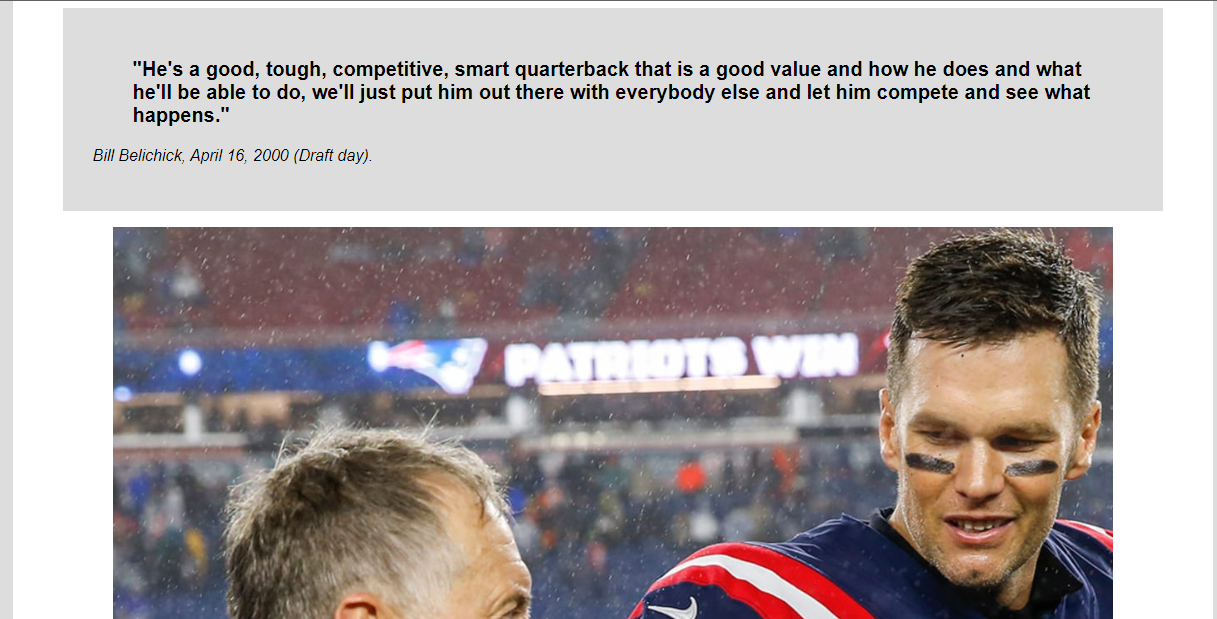 "He's a good, tough, competitive, smart quarterback that is a good value and how he does and what
he'll be able to do, we'll just put him out there with everybody else and let him compete and see what
happens."
Bill Belichick, April 16, 2000 (Draft day).
PATRIOTS WIN